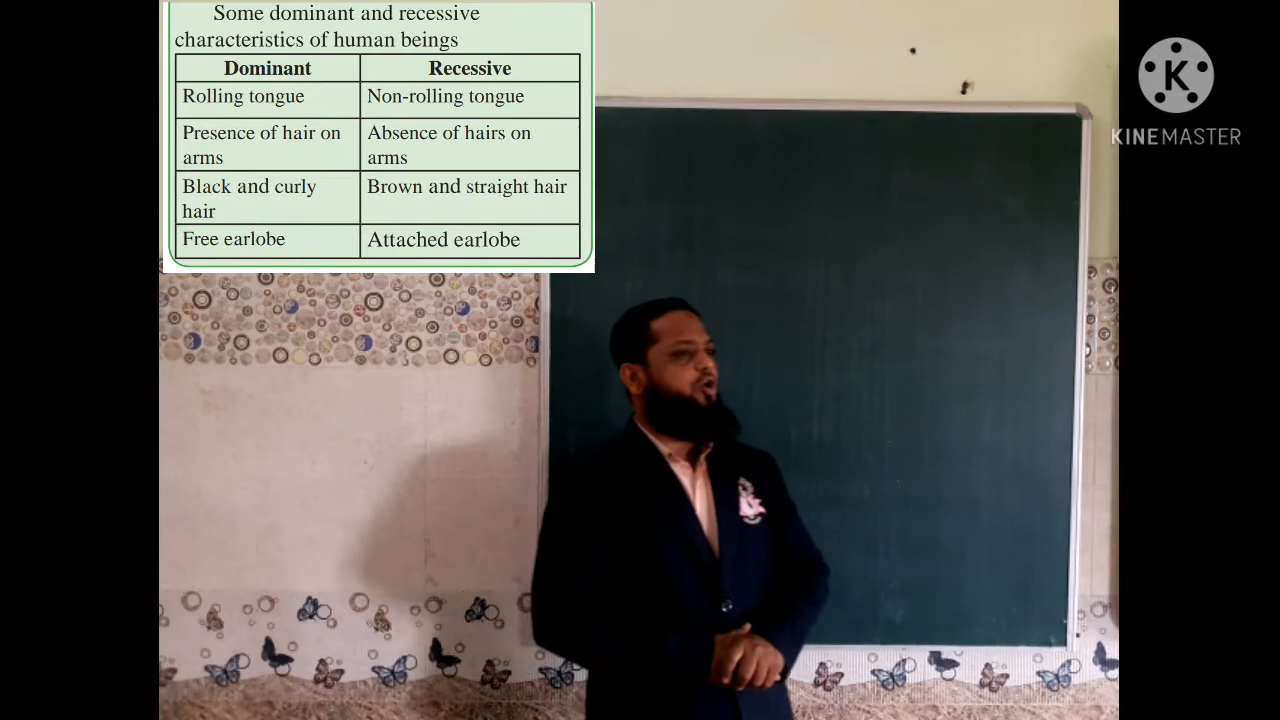 Some dominant and recessive
characteristics of human beings
Dominant Recessive
Rolling tongue Non-rolling tongue
Presence of hair on Absence of hairs on
arms arms
Black and curly Brown and straight hair
hair
Free earlobe Attached earlobe
K
KINEMASTER